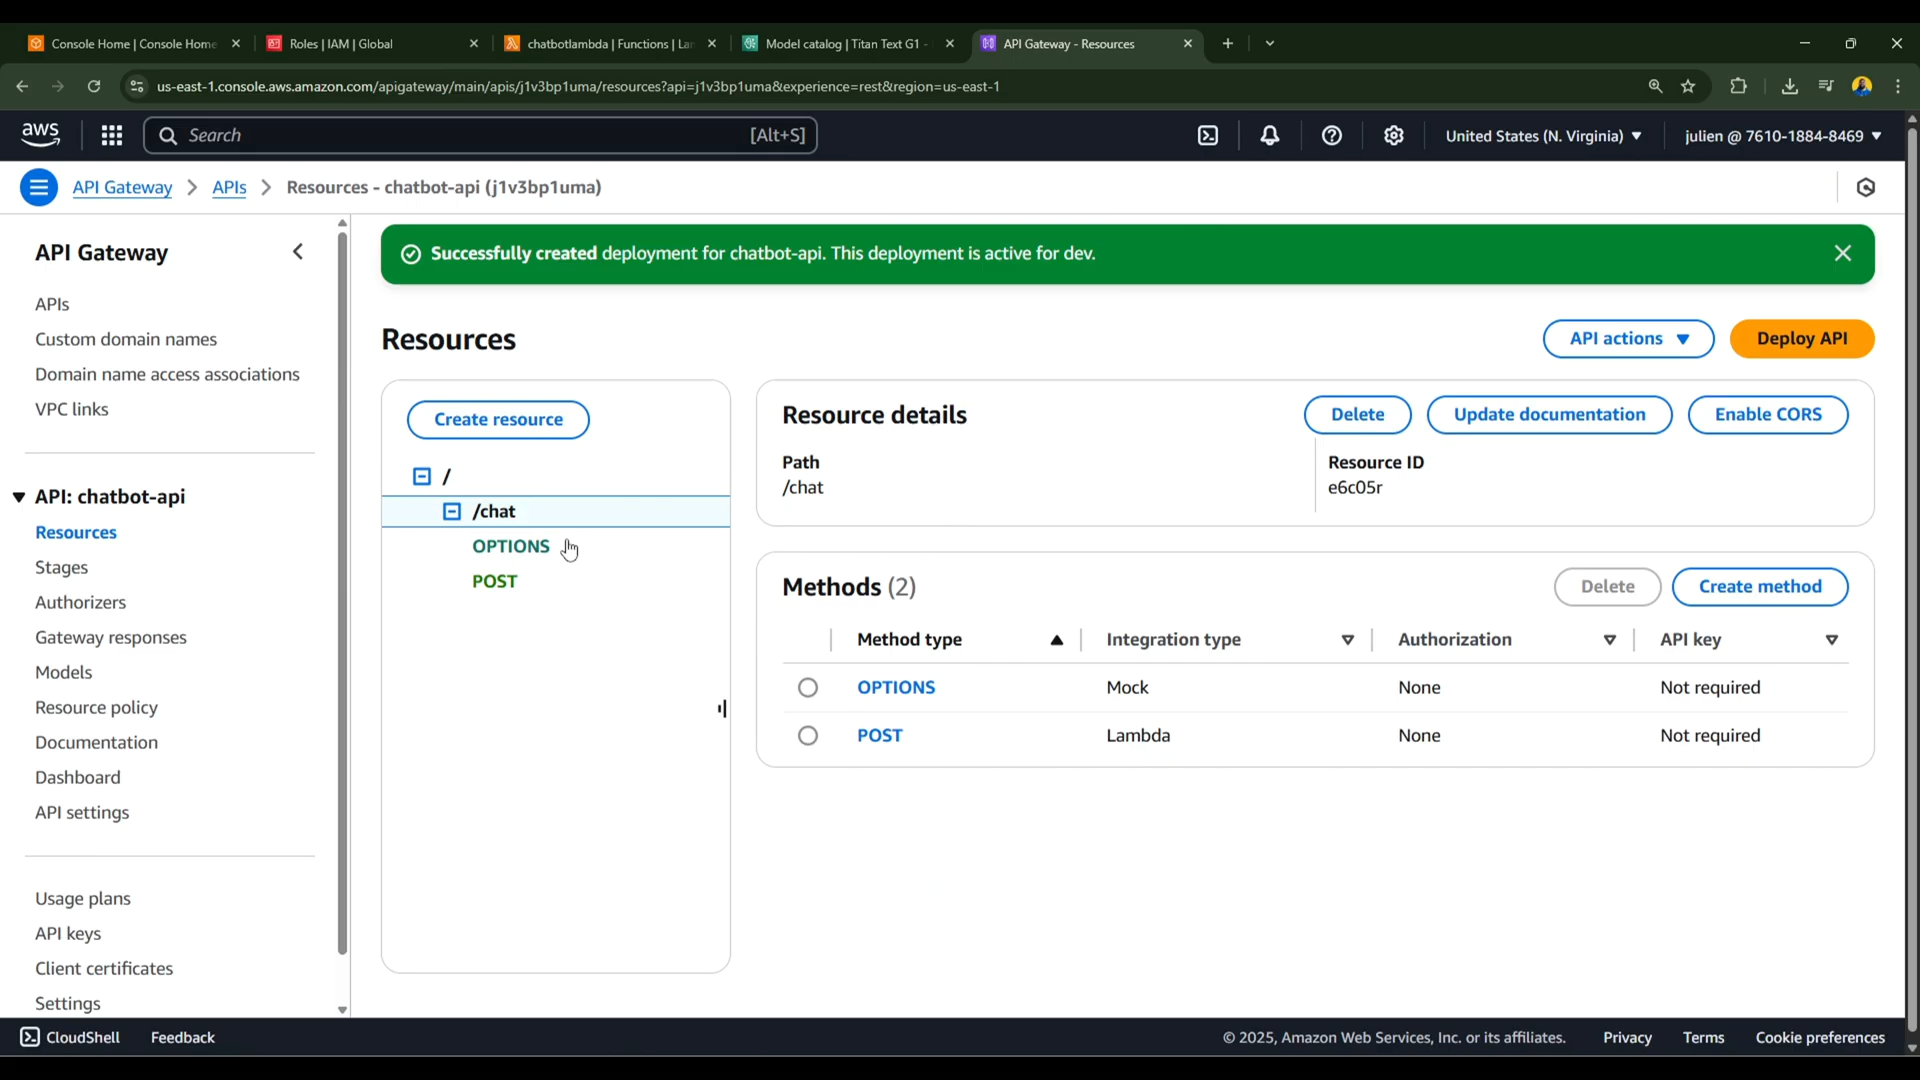 Console Home | Console Home
Roles | IAM | Global
chatbotlambda | Functions | Lan
Model catalog | Titan Text G1 -
API Gateway - Resources
us-east-1.console.aws.amazon.com/apigateway/main/apis/j1v3bp1uma/resources?api=j1v3bp1uma&experience=rest&region=us-east-1
aws
Search
[Alt+S]
United States (N. Virginia)
julien @ 7610-1884-8469
API Gateway
APIs
Resources - chatbot-api (j1v3bp1uma)
API Gateway
APIs
Custom domain names
Domain name access associations
VPC links
API: chatbot-api
Resources
Stages
Authorizers
Gateway responses
Models
Resource policy
Documentation
Dashboard
API settings
Usage plans
API keys
Client certificates
Settings
Successfully created deployment for chatbot-api. This deployment is active for dev.
Resources
API actions
Deploy API
Create resource
/
/chat
OPTIONS
POST
Resource details
Delete
Update documentation
Enable CORS
Path
/chat
Resource ID
e6c05r
Methods (2)
Delete
Create method
Method type
Integration type
Authorization
API key
OPTIONS
Mock
None
Not required
POST
Lambda
None
Not required
CloudShell
Feedback
© 2025, Amazon Web Services, Inc. or its affiliates.
Privacy
Terms
Cookie preferences